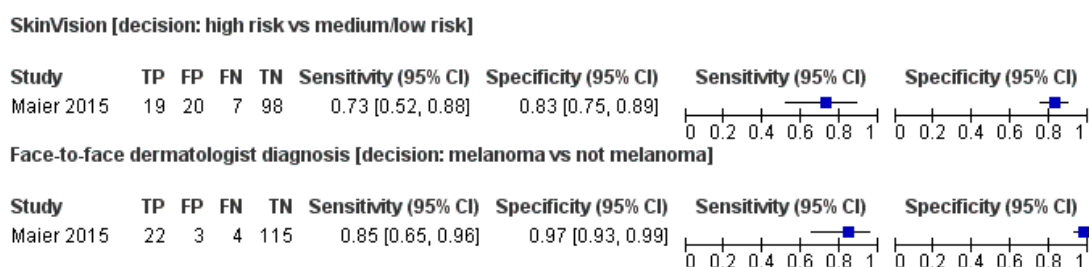 SkinVision [decision: high risk vs medium/low risk]
Study TP FP FN TN Sensitivity (95% CI) Specificity (95% CI) Sensitivity (95% CI) Specificity (95% CI)
Maier 2015 19 20 7 98 0.73 [0.52, 0.88] 0.83 [0.75, 0.89]
0 0.2 0.4 0.6 0.8 1 0 0.2 0.4 0.6 0.8 1
Face-to-face dermatologist diagnosis [decision: melanoma vs not melanoma]
Study TP FP FN TN Sensitivity (95% CI) Specificity (95% CI) Sensitivity (95% CI) Specificity (95% CI)
Maier 2015 22 3 4 115 0.85 [0.65, 0.96] 0.97 [0.93, 0.99]
0 0.2 0.4 0.6 0.8 1 0 0.2 0.4 0.6 0.8 1